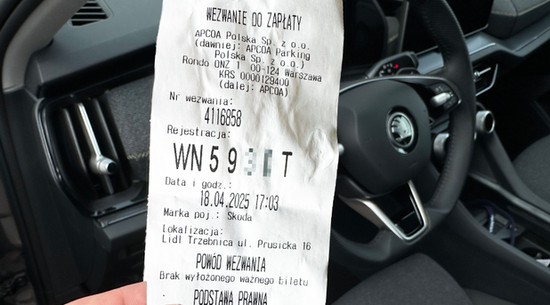 WEZWANIE DO ZAPŁATY
APCOA Polska Sp. z o.o.
(dawniej: APCOA Parking
Polska Sp. z o.o.)
Rondo ONZ 1 00-124 Warszawa
KRS 0000129400
(dalej: APCOA)
Nr wezwania:
4116858
Rejestracja:
WN 5 9 T
Data i godz.:
18.04.2025 17:03
Marka poj.: Skoda
Lokalizacja:
Lidl Trzebnica ul. Prusicka 16
POWÓD WEZWANIA
Brak wyłożonego ważnego biletu
PODSTAWA PRAWNA